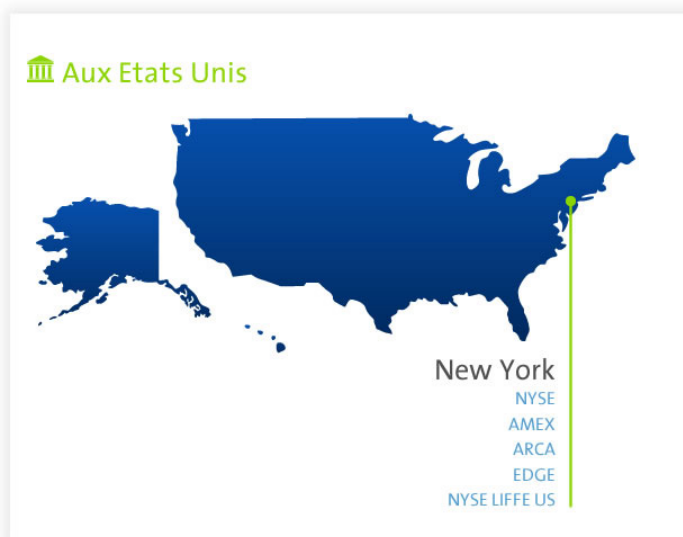 Aux Etats Unis
New York
NYSE
AMEX
ARCA
EDGE
NYSE LIFFE US